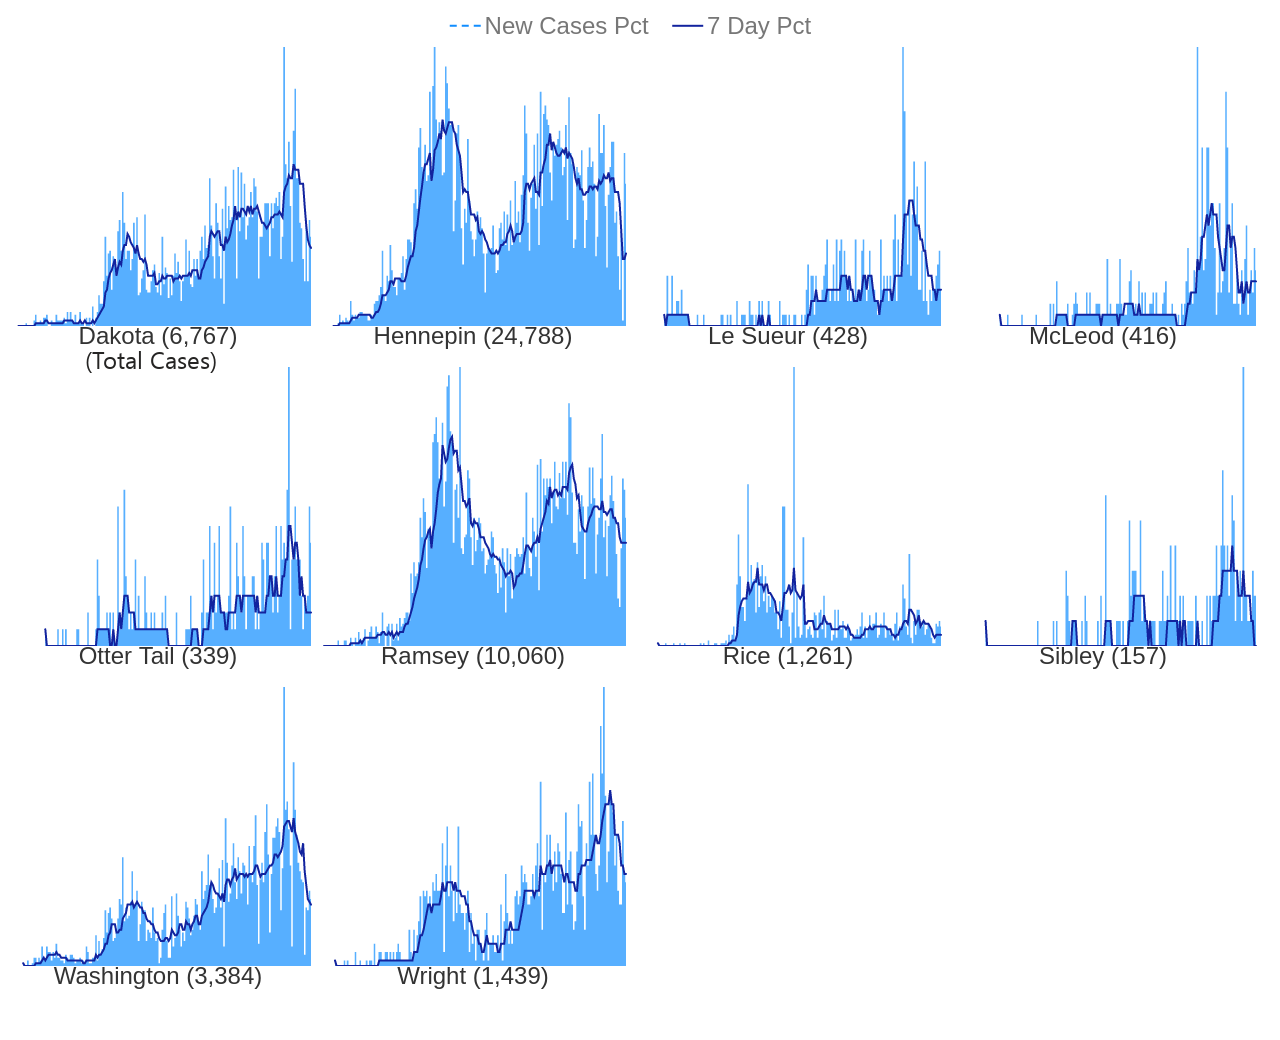 New Cases Pct 7 Day Pct
Dakota (6,767) Hennepin (24,788) Le Sueur (428) McLeod (416)
(Total Cases)
Otter Tail (339) Ramsey (10,060) Rice (1,261) Sibley (157)
Washington (3,384) Wright (1,439)